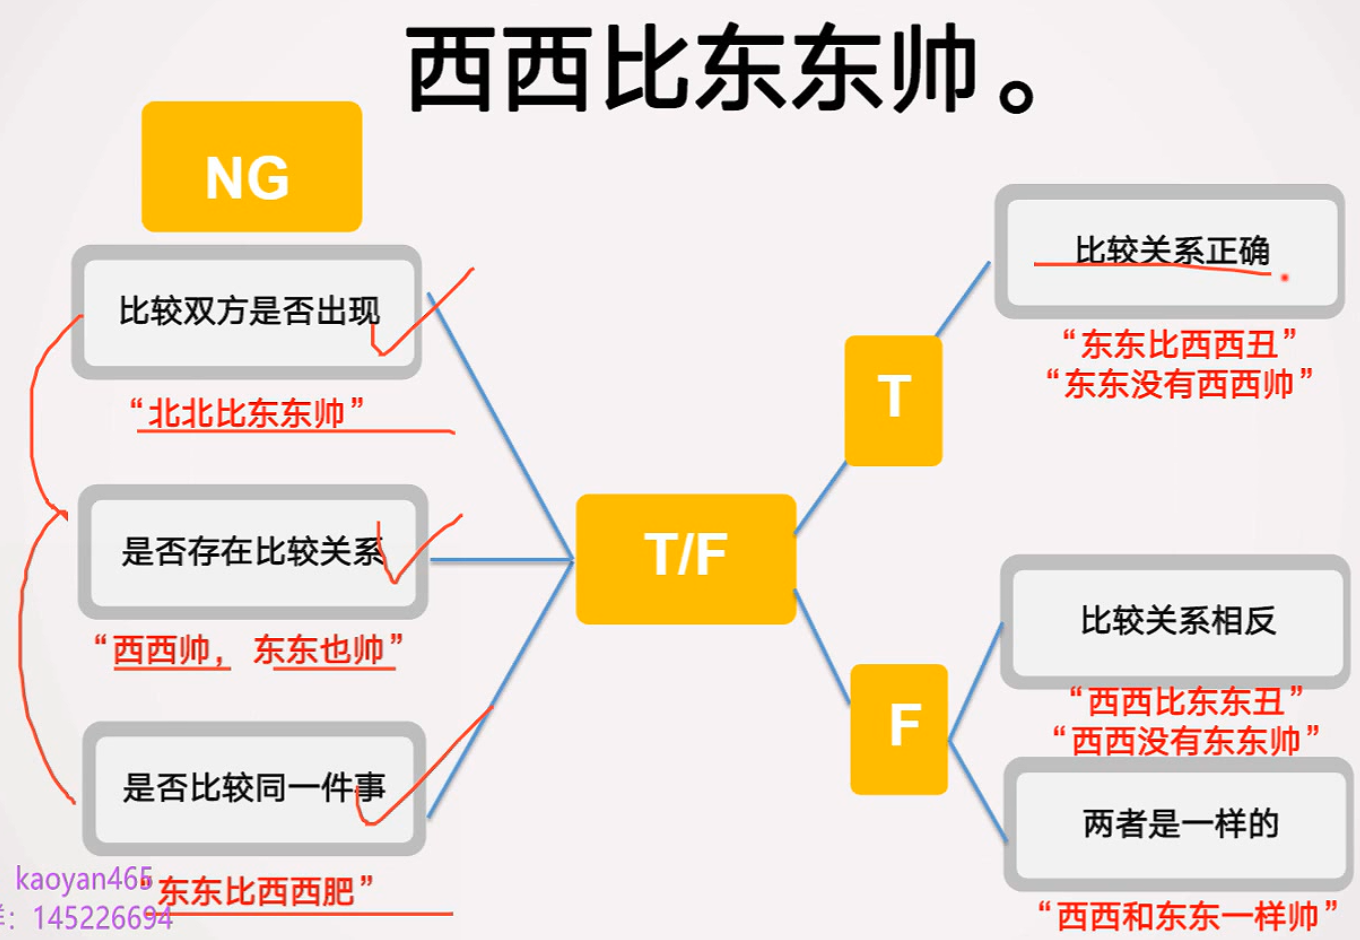 西西比东东帅。
NG
比较双方是否出现
“北北比东东帅”
是否存在比较关系
“西西帅，东东也帅”
是否比较同一件事
“东东比西西肥”
T/F
T
比较关系正确
“东东比西西丑”
“东东没有西西帅”
F
比较关系相反
“西西比东东丑”
“西西没有东东帅”
两者是一样的
“西西和东东一样帅”
kaoyan465
：145226694